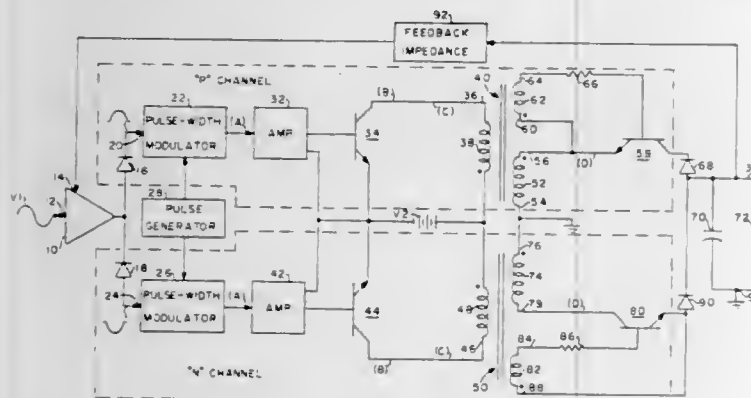 92
FEEDBACK
IMPEDANCE
"P" CHANNEL
22
PULSE-WIDTH
MODULATOR
20
(A)
32
AMP
34
(B)
(C)
36
38
40
64
62
60
66
56
52
54
(D)
58
68
14
12
10
16
28
PULSE
GENERATOR
V2
70
72
18
24
26
PULSE-WIDTH
MODULATOR
(A)
42
AMP
44
(B)
(C)
48
46
50
76
74
(D)
80
90
84
86
82
88
"N" CHANNEL